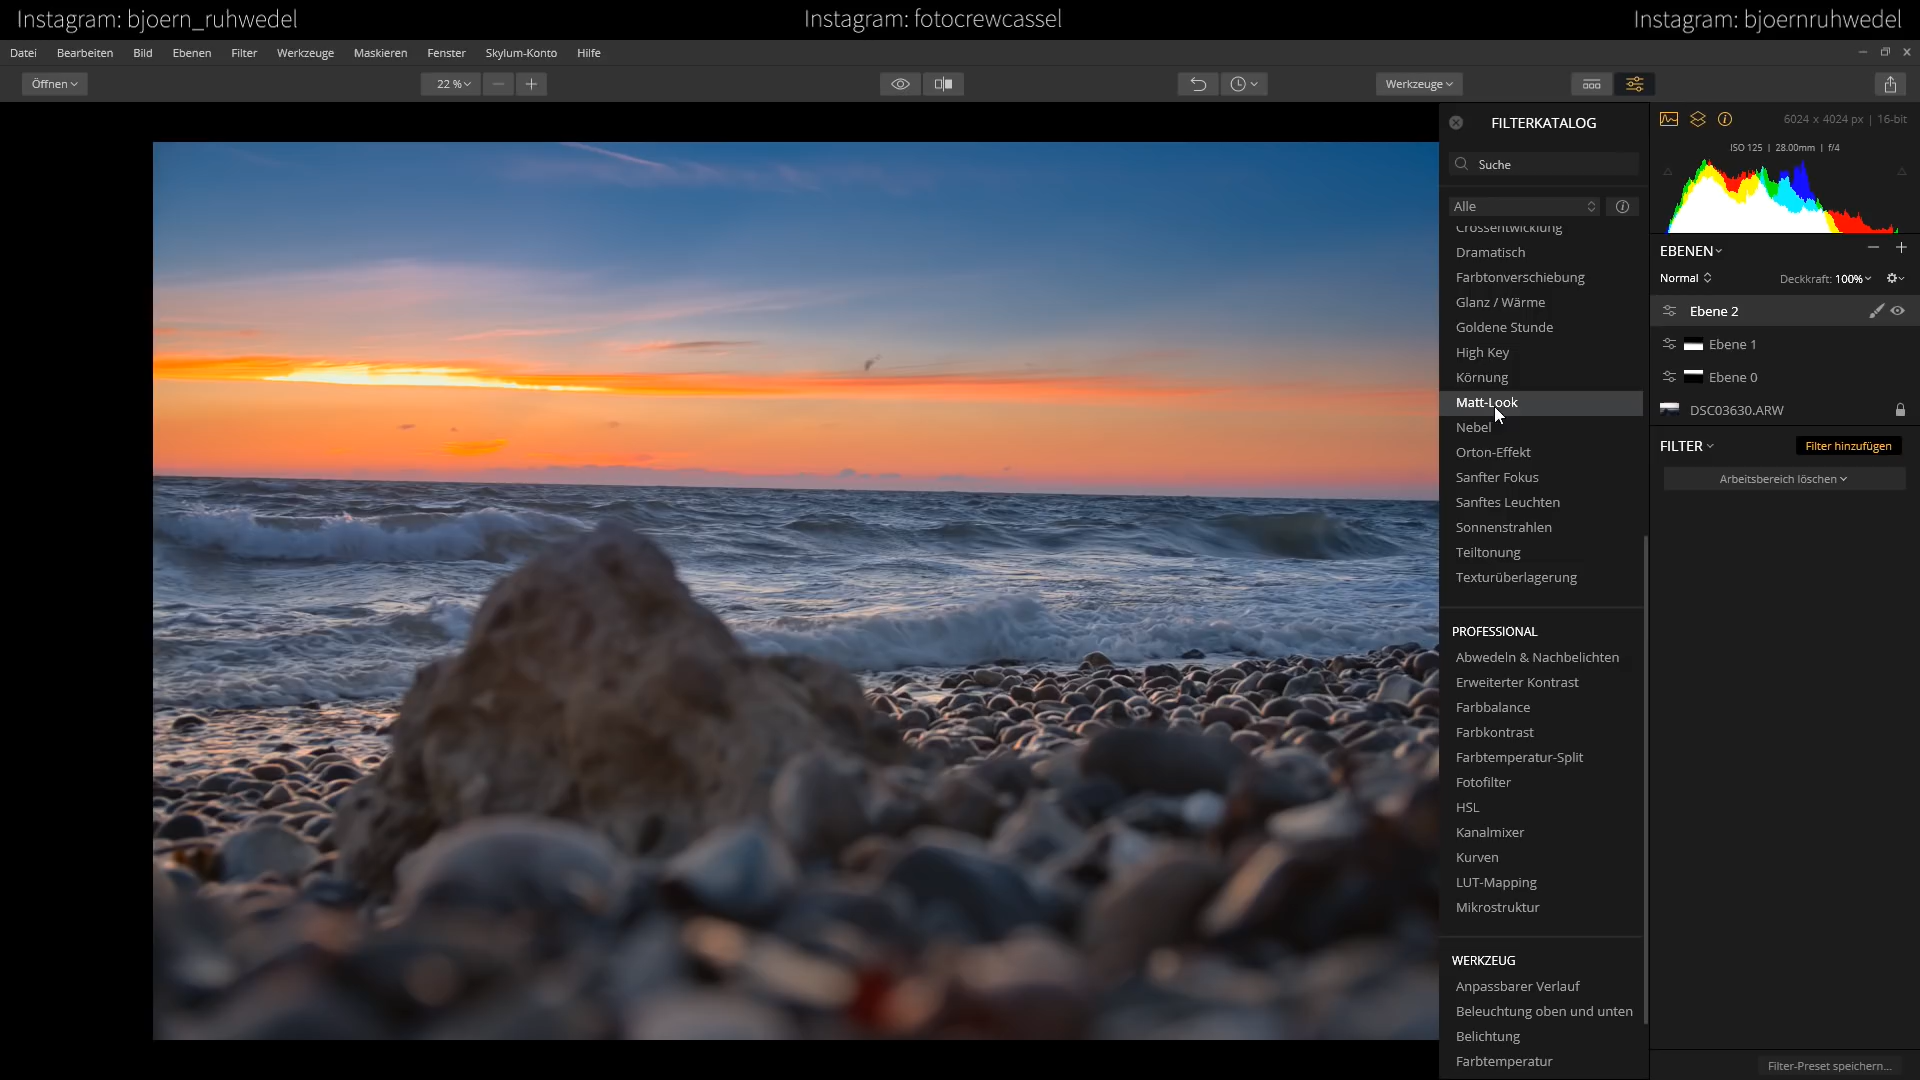 Instagram: bjoern_ruhwedel
Instagram: fotocrewcassel
Instagram: bjoernruhwedel
Datei Bearbeiten Bild Ebenen Filter Werkzeuge Maskieren Fenster Skylum-Konto Hilfe
Öffnen 22 % Werkzeuge
FILTERKATALOG
Suche
Alle
Crossentwicklung
Dramatisch
Farbtonverschiebung
Glanz / Wärme
Goldene Stunde
High Key
Körnung
Matt-Look
Nebel
Orton-Effekt
Sanfter Fokus
Sanftes Leuchten
Sonnenstrahlen
Teiltonung
Texturüberlagerung
PROFESSIONAL
Abwedeln & Nachbelichten
Erweiterter Kontrast
Farbbalance
Farbkontrast
Farbtemperatur-Split
Fotofilter
HSL
Kanalmixer
Kurven
LUT-Mapping
Mikrostruktur
WERKZEUG
Anpassbarer Verlauf
Beleuchtung oben und unten
Belichtung
Farbtemperatur
6024 x 4024 px | 16-bit
ISO 125 | 28.00mm | f/4
EBENEN
Normal Deckkraft: 100%
Ebene 2
Ebene 1
Ebene 0
DSC03630.ARW
FILTER Filter hinzufügen
Arbeitsbereich löschen
Filter-Preset speichern...